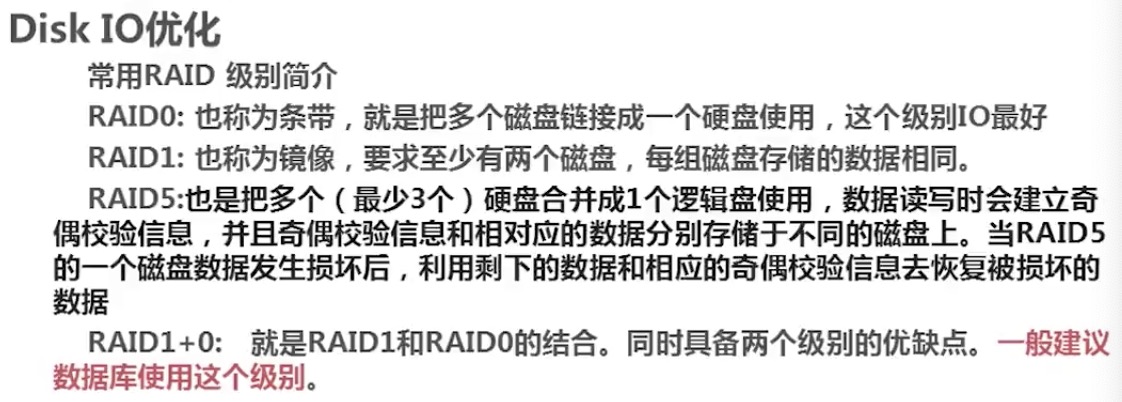 Disk IO优化
常用RAID 级别简介
RAID0: 也称为条带，就是把多个磁盘链接成一个硬盘使用，这个级别IO最好
RAID1: 也称为镜像，要求至少有两个磁盘，每组磁盘存储的数据相同。
RAID5:也是把多个（最少3个）硬盘合并成1个逻辑盘使用，数据读写时会建立奇
偶校验信息，并且奇偶校验信息和相对应的数据分别存储于不同的磁盘上。当RAID5
的一个磁盘数据发生损坏后，利用剩下的数据和相应的奇偶校验信息去恢复被损坏的
数据
RAID1+0: 就是RAID1和RAID0的结合。同时具备两个级别的优缺点。一般建议
数据库使用这个级别。